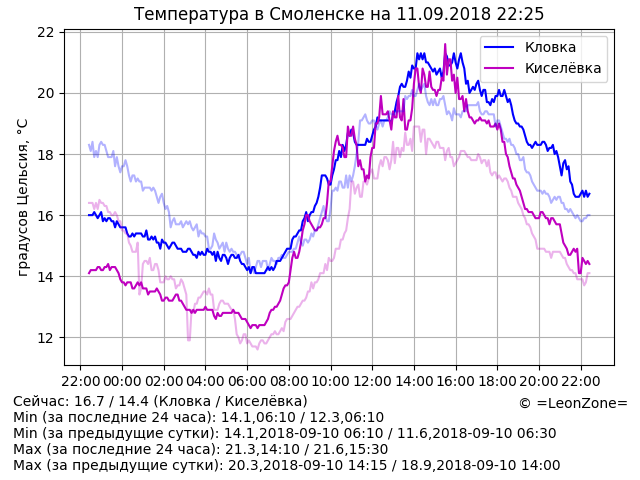 Температура в Смоленске на 11.09.2018 22:25
градусов Цельсия, °C
22
20
18
16
14
12
Кловка
Киселёвка
22:00 00:00 02:00 04:00 06:00 08:00 10:00 12:00 14:00 16:00 18:00 20:00 22:00
Сейчас: 16.7 / 14.4 (Кловка / Киселёвка)
© =LeonZone=
Min (за последние 24 часа): 14.1,06:10 / 12.3,06:10
Min (за предыдущие сутки): 14.1,2018-09-10 06:10 / 11.6,2018-09-10 06:30
Max (за последние 24 часа): 21.3,14:10 / 21.6,15:30
Max (за предыдущие сутки): 20.3,2018-09-10 14:15 / 18.9,2018-09-10 14:00